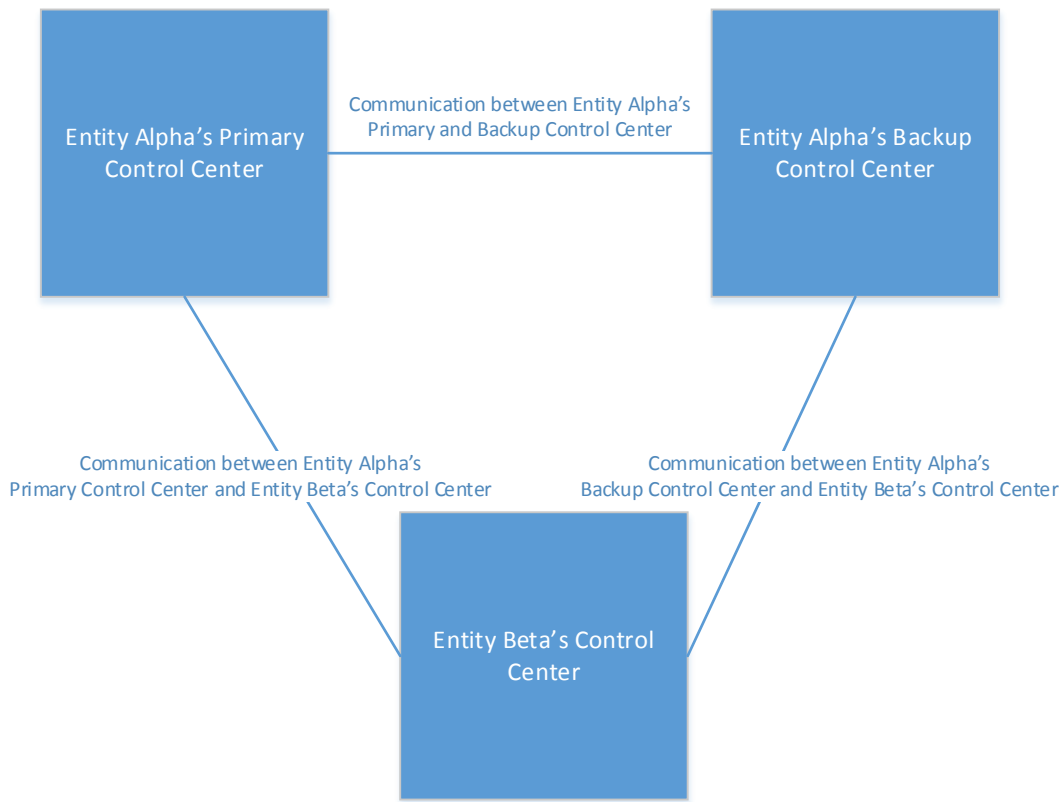 Communication between Entity Alpha's
Primary and Backup Control Center
Entity Alpha's Primary
Control Center
Entity Alpha's Backup
Control Center
Communication between Entity Alpha's
Primary Control Center and Entity Beta's Control Center
Communication between Entity Alpha's
Backup Control Center and Entity Beta's Control Center
Entity Beta's Control
Center